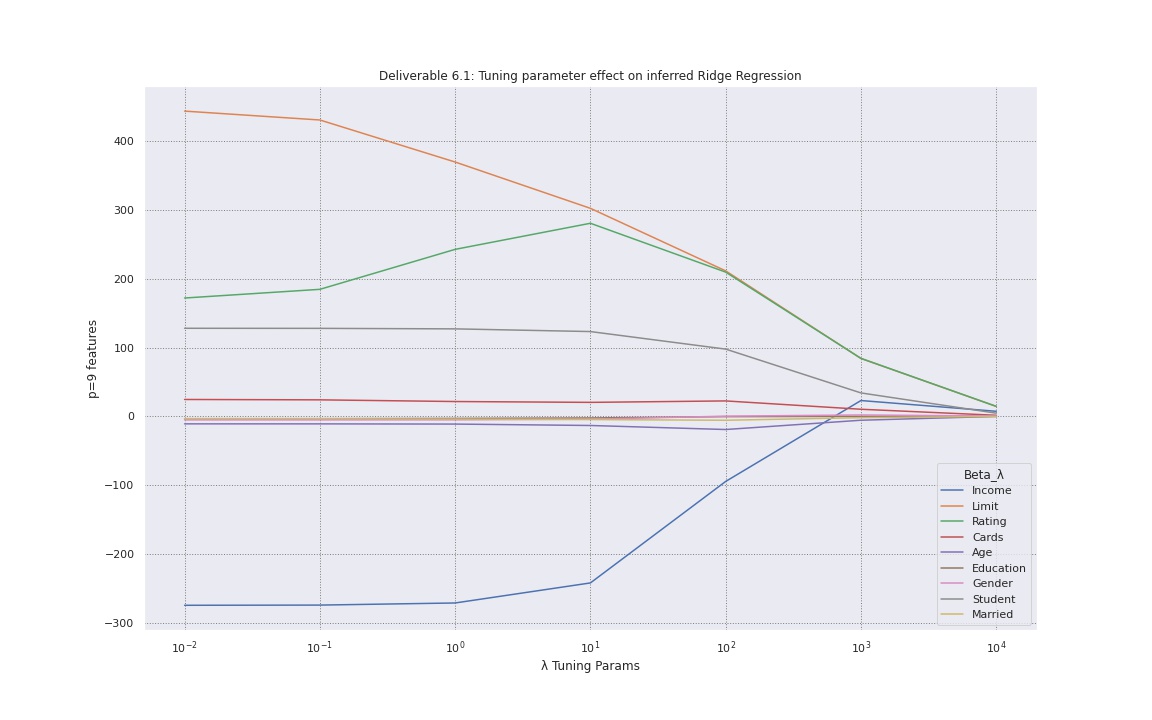 Deliverable 6.1: Tuning parameter effect on inferred Ridge Regression
p=9 features
400
300
200
100
0
−100
−200
−300
10⁻²
10⁻¹
10⁰
10¹
10²
10³
10⁴
λ Tuning Params
Beta_λ
Income
Limit
Rating
Cards
Age
Education
Gender
Student
Married